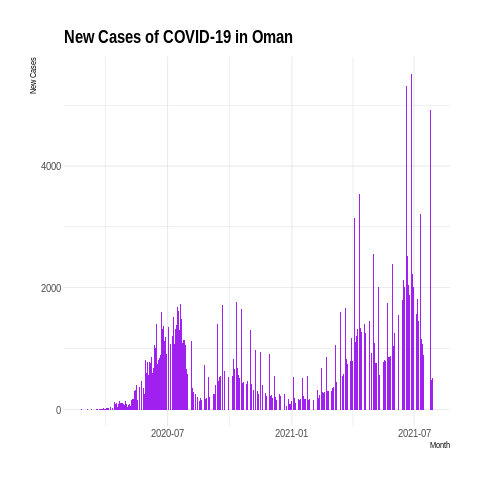 New Cases of COVID-19 in Oman
New Cases
4000
2000
0
2020-07
2021-01
2021-07
Month